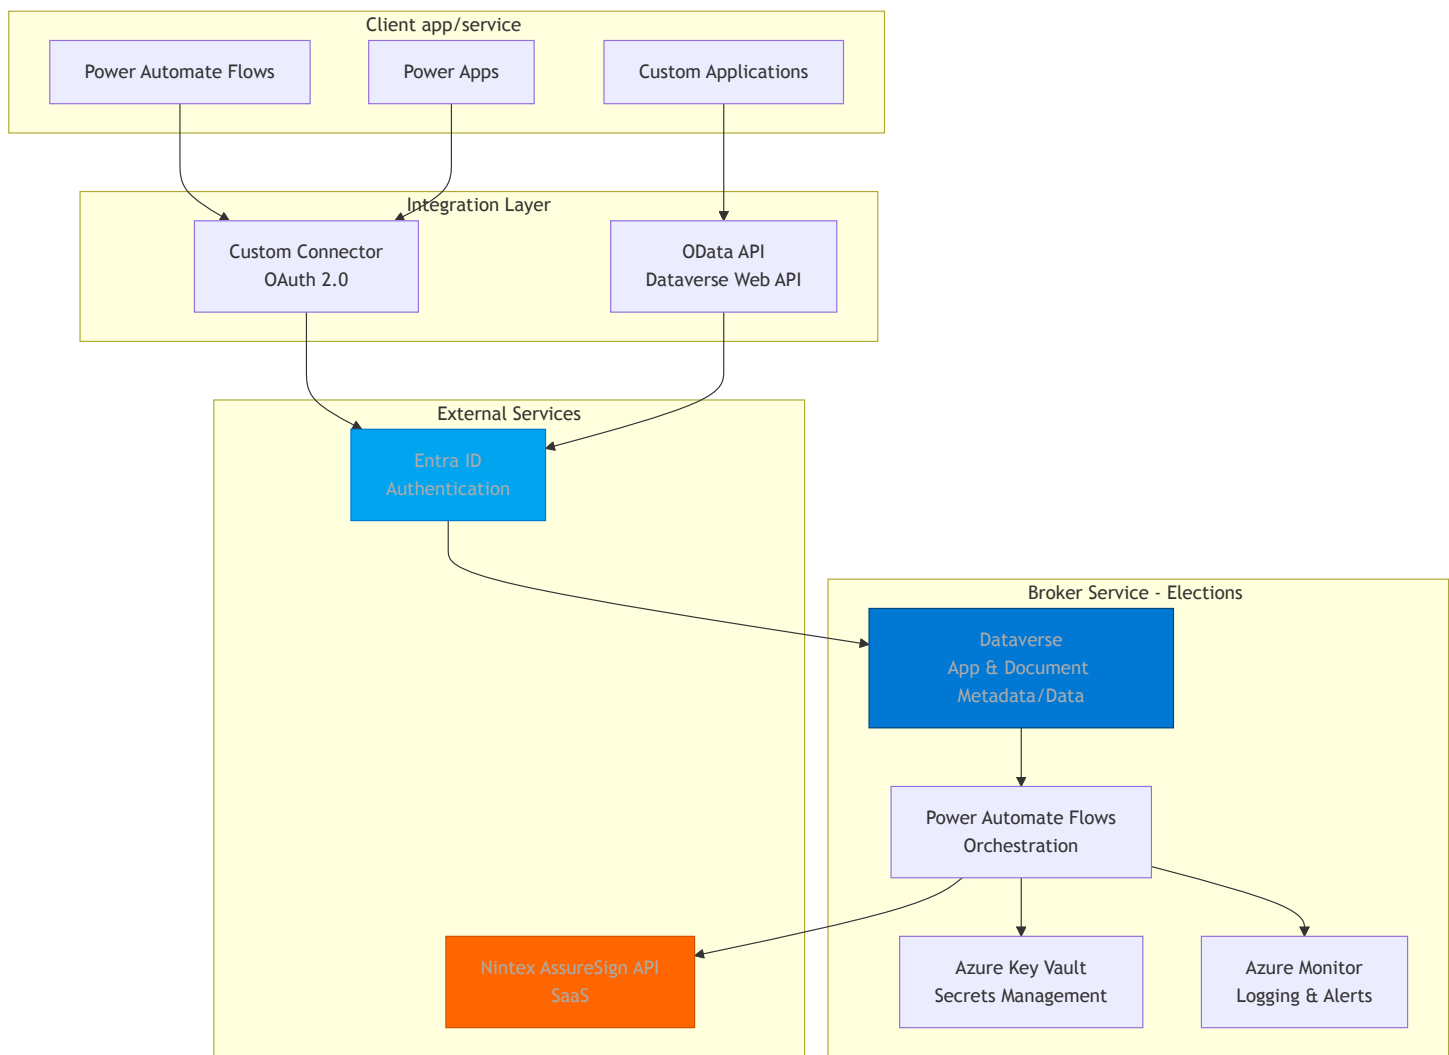 Client app/service
Power Automate Flows
Power Apps
Custom Applications
Integration Layer
Custom Connector
OAuth 2.0
OData API
Dataverse Web API
External Services
Entra ID
Authentication
Broker Service - Elections
Dataverse
App & Document
Metadata/Data
Power Automate Flows
Orchestration
Nintex AssureSign API
SaaS
Azure Key Vault
Secrets Management
Azure Monitor
Logging & Alerts